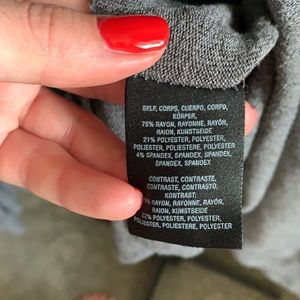 SELF, CORPS, CUERPO, CORPO,
KÖRPER,
75% RAYON, RAYONNE, RAYÓN,
RAION, KUNSTSEIDE
21% POLYESTER, POLYESTER,
POLIESTER, POLIESTERE, POLYESTER
4% SPANDEX, SPANDEX, SPANDEX,
SPANDEX, SPANDEX
CONTRAST, CONTRASTE,
CONTRASTE, CONTRASTO,
KONTRAST:
RAYON, RAYONNE, RAYÓN,
RAION, KUNSTSEIDE
22% POLYESTER, POLYESTER,
POLIESTER, POLIESTERE, POLYESTER